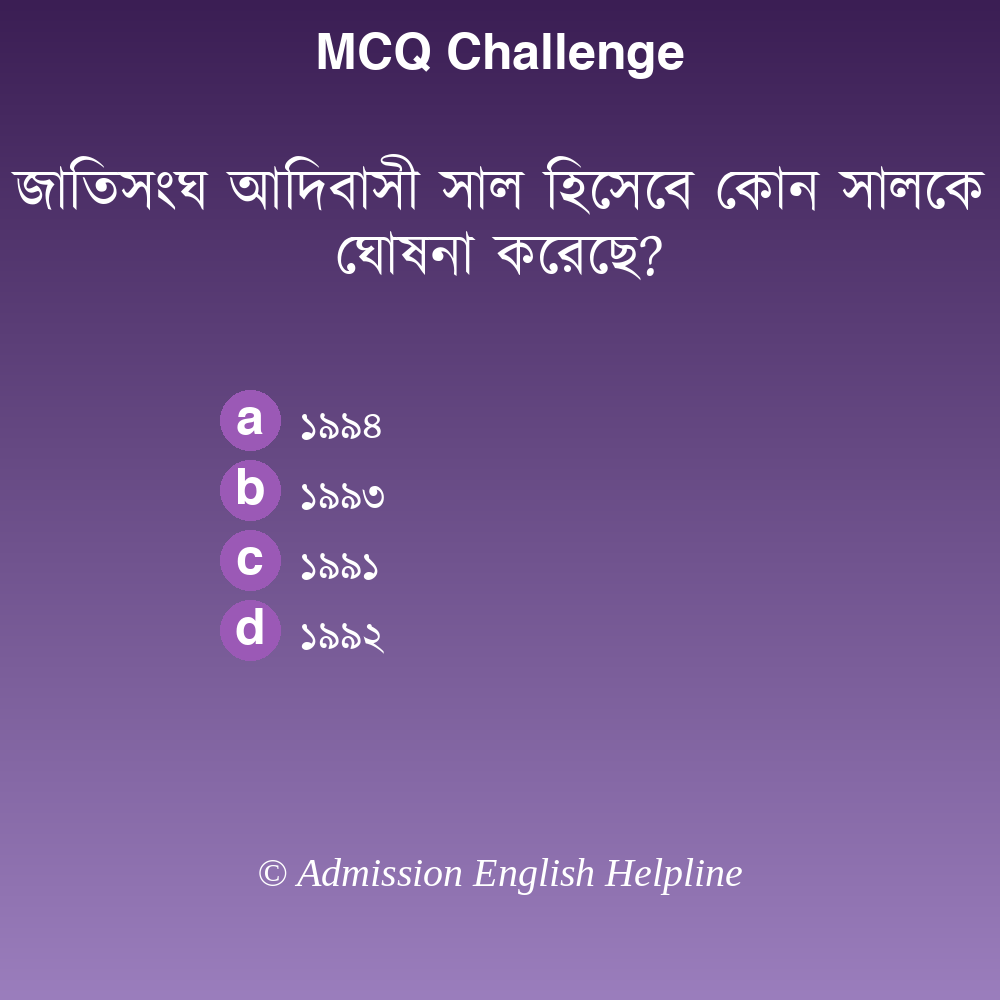 MCQ Challenge
জাতিসংঘ আদিবাসী সাল হিসেবে কোন সালকে
ঘোষনা করেছে?
a ১৯৯৪
b ১৯৯৩
c ১৯৯১
d ১৯৯২
© Admission English Helpline